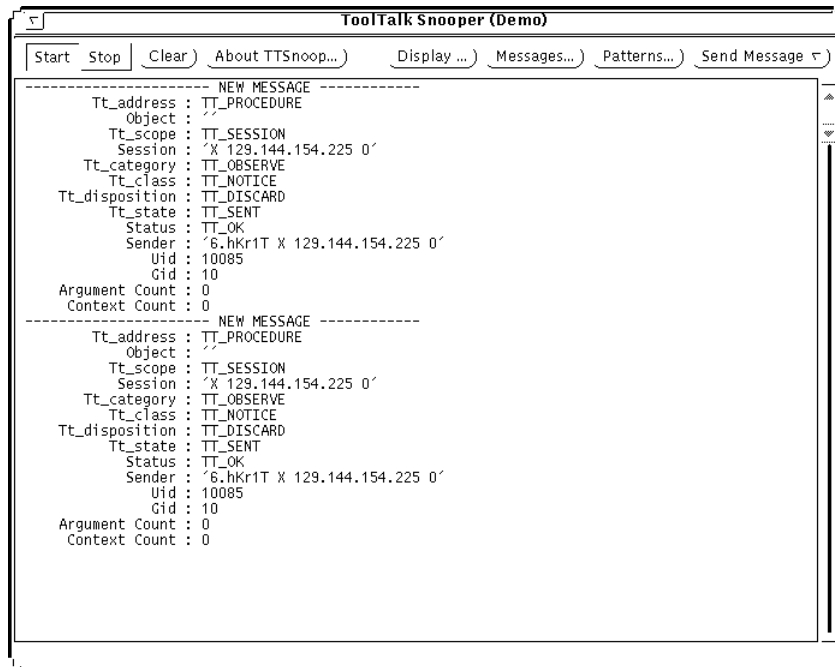 ToolTalk Snooper (Demo)
Start Stop Clear) About TTSnoop...) Display ...) Messages...) Patterns...) Send Message ▿)
---------------------- NEW MESSAGE ------------
Tt_address : TT_PROCEDURE
Object : ´´
Tt_scope : TT_SESSION
Session : ´X 129.144.154.225 0´
Tt_category : TT_OBSERVE
Tt_class : TT_NOTICE
Tt_disposition : TT_DISCARD
Tt_state : TT_SENT
Status : TT_OK
Sender : ´6.hKr1T X 129.144.154.225 0´
Uid : 10085
Gid : 10
Argument Count : 0
Context Count : 0
---------------------- NEW MESSAGE ------------
Tt_address : TT_PROCEDURE
Object : ´´
Tt_scope : TT_SESSION
Session : ´X 129.144.154.225 0´
Tt_category : TT_OBSERVE
Tt_class : TT_NOTICE
Tt_disposition : TT_DISCARD
Tt_state : TT_SENT
Status : TT_OK
Sender : ´6.hKr1T X 129.144.154.225 0´
Uid : 10085
Gid : 10
Argument Count : 0
Context Count : 0